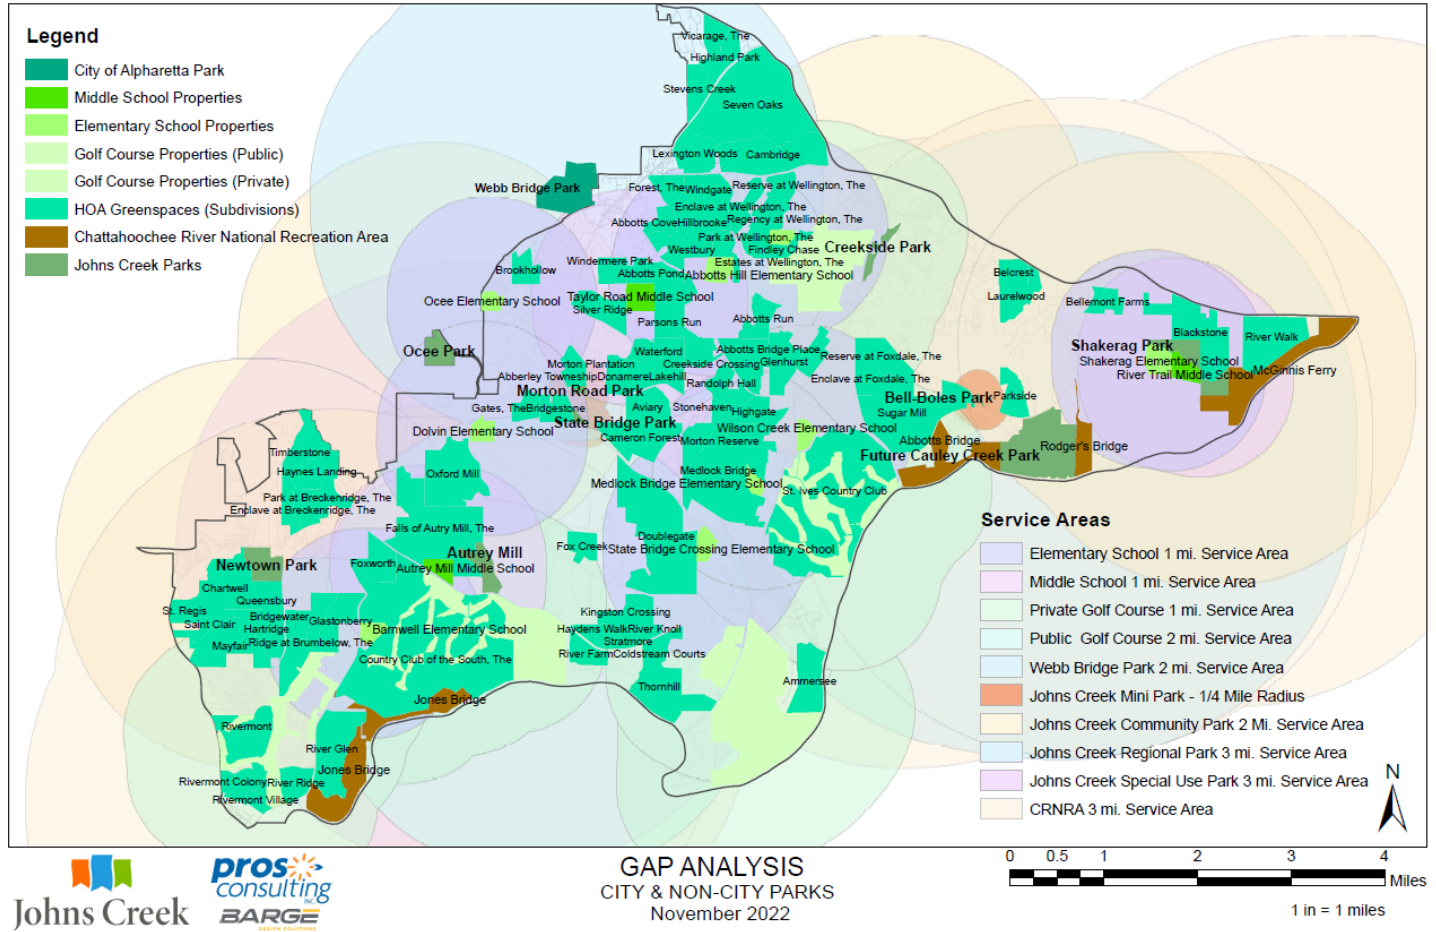 Legend
City of Alpharetta Park
Middle School Properties
Elementary School Properties
Golf Course Properties (Public)
Golf Course Properties (Private)
HOA Greenspaces (Subdivisions)
Chattahoochee River National Recreation Area
Johns Creek Parks
Vicarage, The
Highland Park
Stevens Creek
Seven Oaks
Lexington Woods
Cambridge
Webb Bridge Park
Forest, The
Windgate
Reserve at Wellington, The
Enclave at Wellington, The
Abbotts Cove
Hillbrooke
Regency at Wellington, The
Park at Wellington, The
Westbury
Findley Chase
Creekside Park
Windermere Park
Estates at Wellington, The
Brookhollow
Abbotts Pond
Abbotts Hill Elementary School
Belcrest
Ocee Elementary School
Taylor Road Middle School
Laurelwood
Bellemont Farms
Silver Ridge
Parsons Run
Abbotts Run
Blackstone
River Walk
Ocee Park
Waterford
Abbotts Bridge Place
Reserve at Foxdale, The
Shakerag Park
Morton Plantation
Creekside Crossing
Glenhurst
Shakerag Elementary School
Abberley Township
Donamere
Lakehill
Randolph Hall
Enclave at Foxdale, The
River Trail Middle School
McGinnis Ferry
Morton Road Park
Bell-Boles Park
Parkside
Gates, The
Bridgestone
Aviary
Stonehaven
Highgate
Sugar Mill
State Bridge Park
Dolvin Elementary School
Wilson Creek Elementary School
Cameron Forest
Morton Reserve
Abbotts Bridge
Rodger's Bridge
Timberstone
Future Cauley Creek Park
Haynes Landing
Oxford Mill
Medlock Bridge
Medlock Bridge Elementary School
St. Ives Country Club
Park at Breckenridge, The
Enclave at Breckenridge, The
Falls of Autry Mill, The
Doublegate
Fox Creek
State Bridge Crossing Elementary School
Autrey Mill
Newtown Park
Foxworth
Autrey Mill Middle School
Chartwell
Queensbury
St. Regis
Bridgewater
Glastonberry
Saint Clair
Hartridge
Barnwell Elementary School
Kingston Crossing
Haydens Walk
River Knoll
Mayfair
Ridge at Brumbelow, The
Stratmore
Country Club of the South, The
River Farm
Coldstream Courts
Thornhill
Ammersee
Jones Bridge
Rivermont
River Glen
Jones Bridge
Rivermont Colony
River Ridge
Rivermont Village
Service Areas
Elementary School 1 mi. Service Area
Middle School 1 mi. Service Area
Private Golf Course 1 mi. Service Area
Public Golf Course 2 mi. Service Area
Webb Bridge Park 2 mi. Service Area
Johns Creek Mini Park - 1/4 Mile Radius
Johns Creek Community Park 2 Mi. Service Area
Johns Creek Regional Park 3 mi. Service Area
Johns Creek Special Use Park 3 mi. Service Area
CRNRA 3 mi. Service Area
N
Johns Creek
pros
consulting
INC.
BARGE
DESIGN SOLUTIONS
GAP ANALYSIS
CITY & NON-CITY PARKS
November 2022
0 0.5 1 2 3 4
Miles
1 in = 1 miles